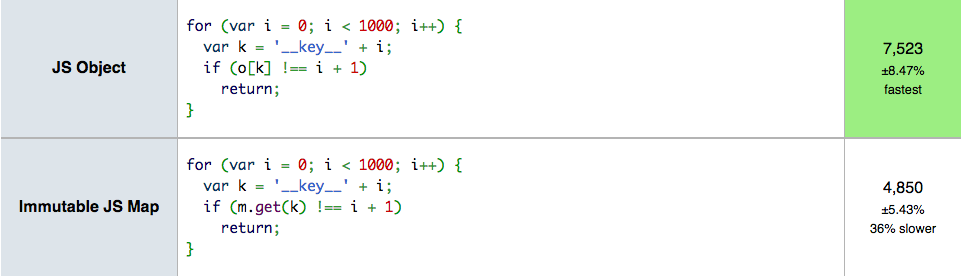 JS Object
for (var i = 0; i < 1000; i++) {
  var k = '__key__' + i;
  if (o[k] !== i + 1)
    return;
}
7,523
±8.47%
fastest
Immutable JS Map
for (var i = 0; i < 1000; i++) {
  var k = '__key__' + i;
  if (m.get(k) !== i + 1)
    return;
}
4,850
±5.43%
36% slower